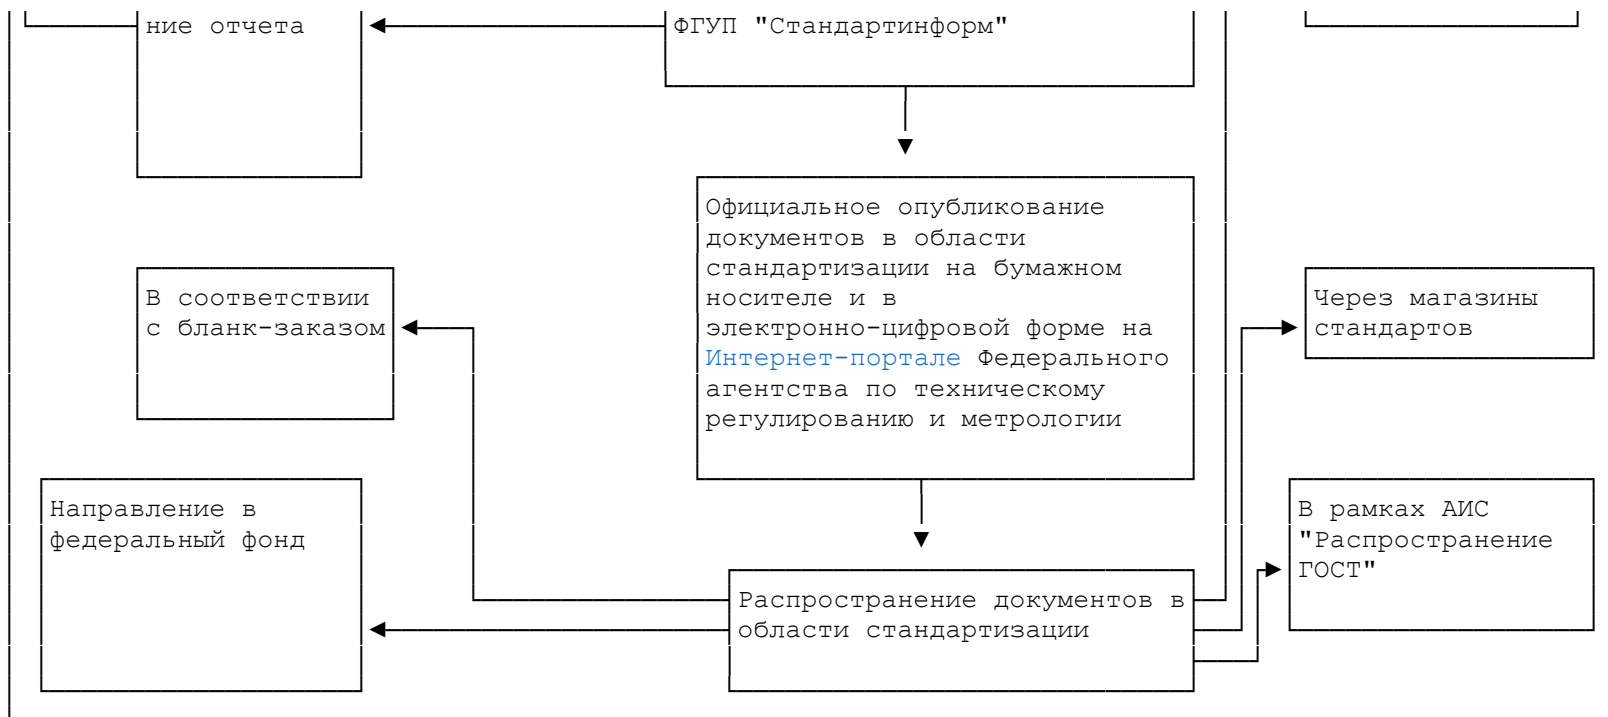 ние отчета
ФГУП "Стандартинформ"
Официальное опубликование
документов в области
стандартизации на бумажном
носителе и в
электронно-цифровой форме на
Интернет-портале Федерального
агентства по техническому
регулированию и метрологии
В соответствии
с бланк-заказом
Через магазины
стандартов
Направление в
федеральный фонд
В рамках АИС
"Распространение
ГОСТ"
Распространение документов в
области стандартизации